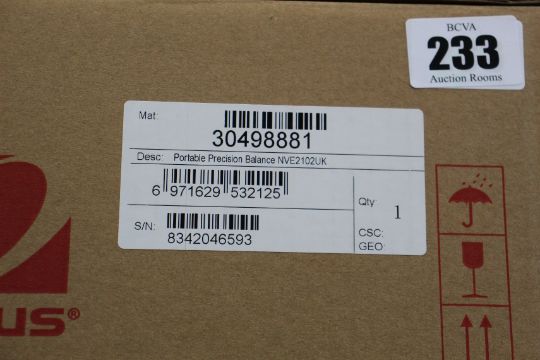 BCVA
233
Auction Rooms
Mat:
30498881
Desc: Portable Precision Balance NVE2102UK
6 971629 532125
Qty 1
S/N:
8342046593
CSC:
GEO:
us®